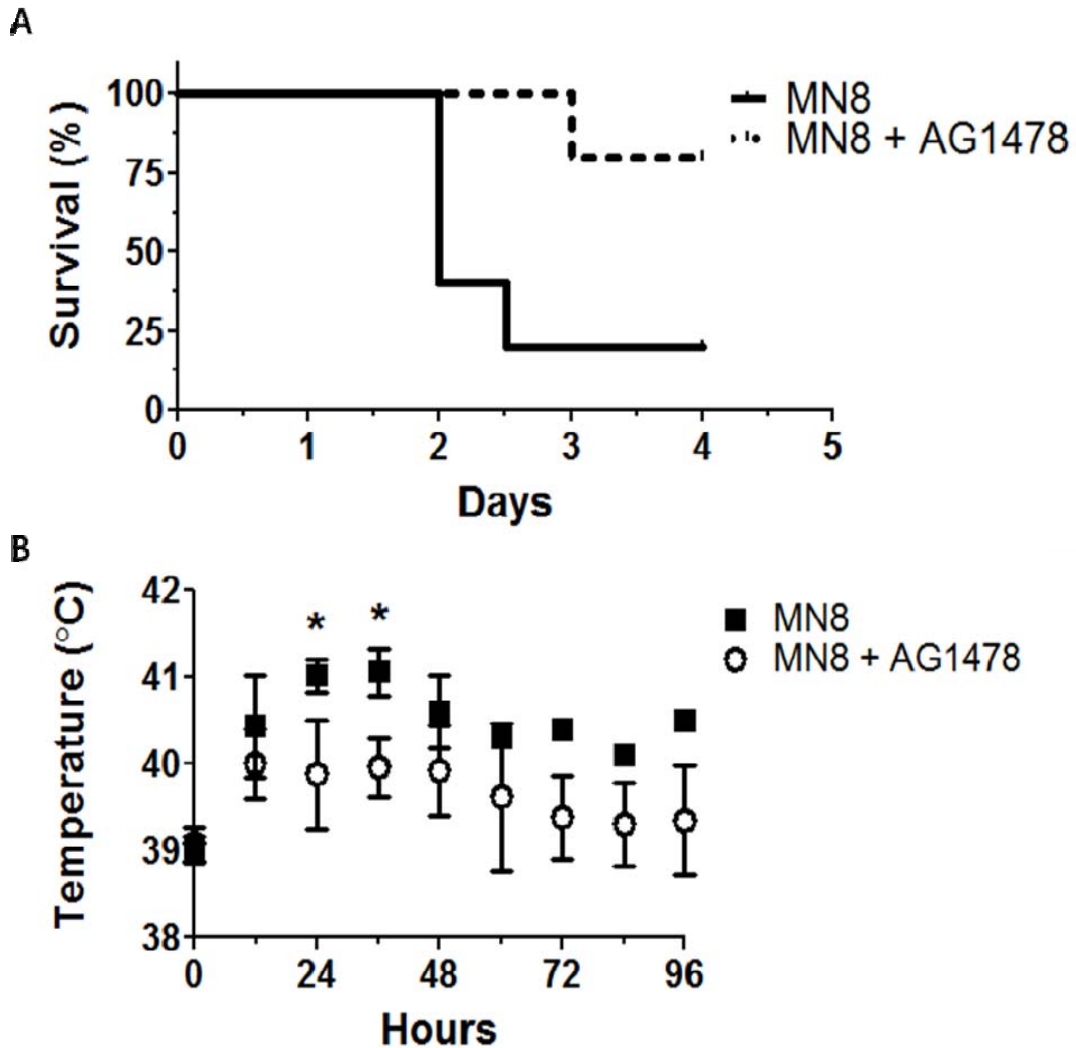 A
Survival (%)
100
75
50
25
0
0 1 2 3 4 5
Days
MN8
MN8 + AG1478
B
Temperature (°C)
42
41
40
39
38
* *
0 24 48 72 96
Hours
MN8
MN8 + AG1478